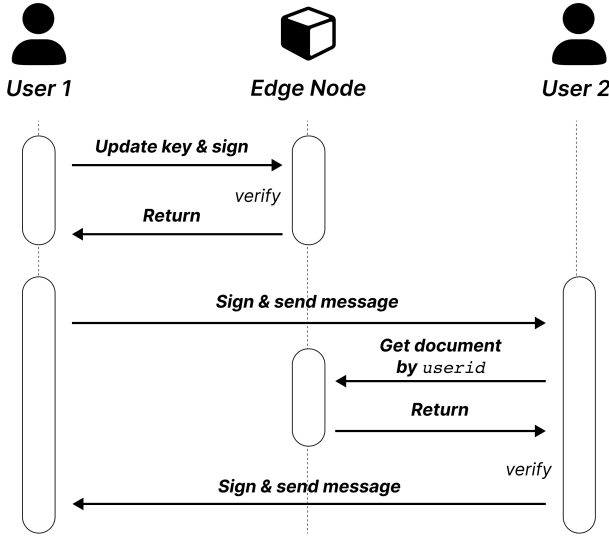 User 1
Edge Node
User 2
Update key & sign
verify
Return
Sign & send message
Get document
by userid
Return
verify
Sign & send message